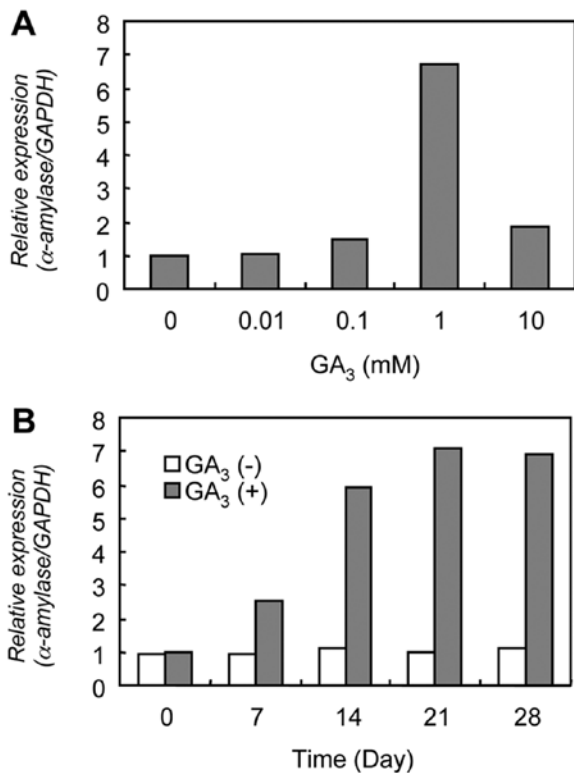 A
Relative expression
(α-amylase/GAPDH)
8
7
6
5
4
3
2
1
0
0 0.01 0.1 1 10
GA₃ (mM)
B
Relative expression
(α-amylase/GAPDH)
8
7
6
5
4
3
2
1
0
GA₃ (-)
GA₃ (+)
0 7 14 21 28
Time (Day)